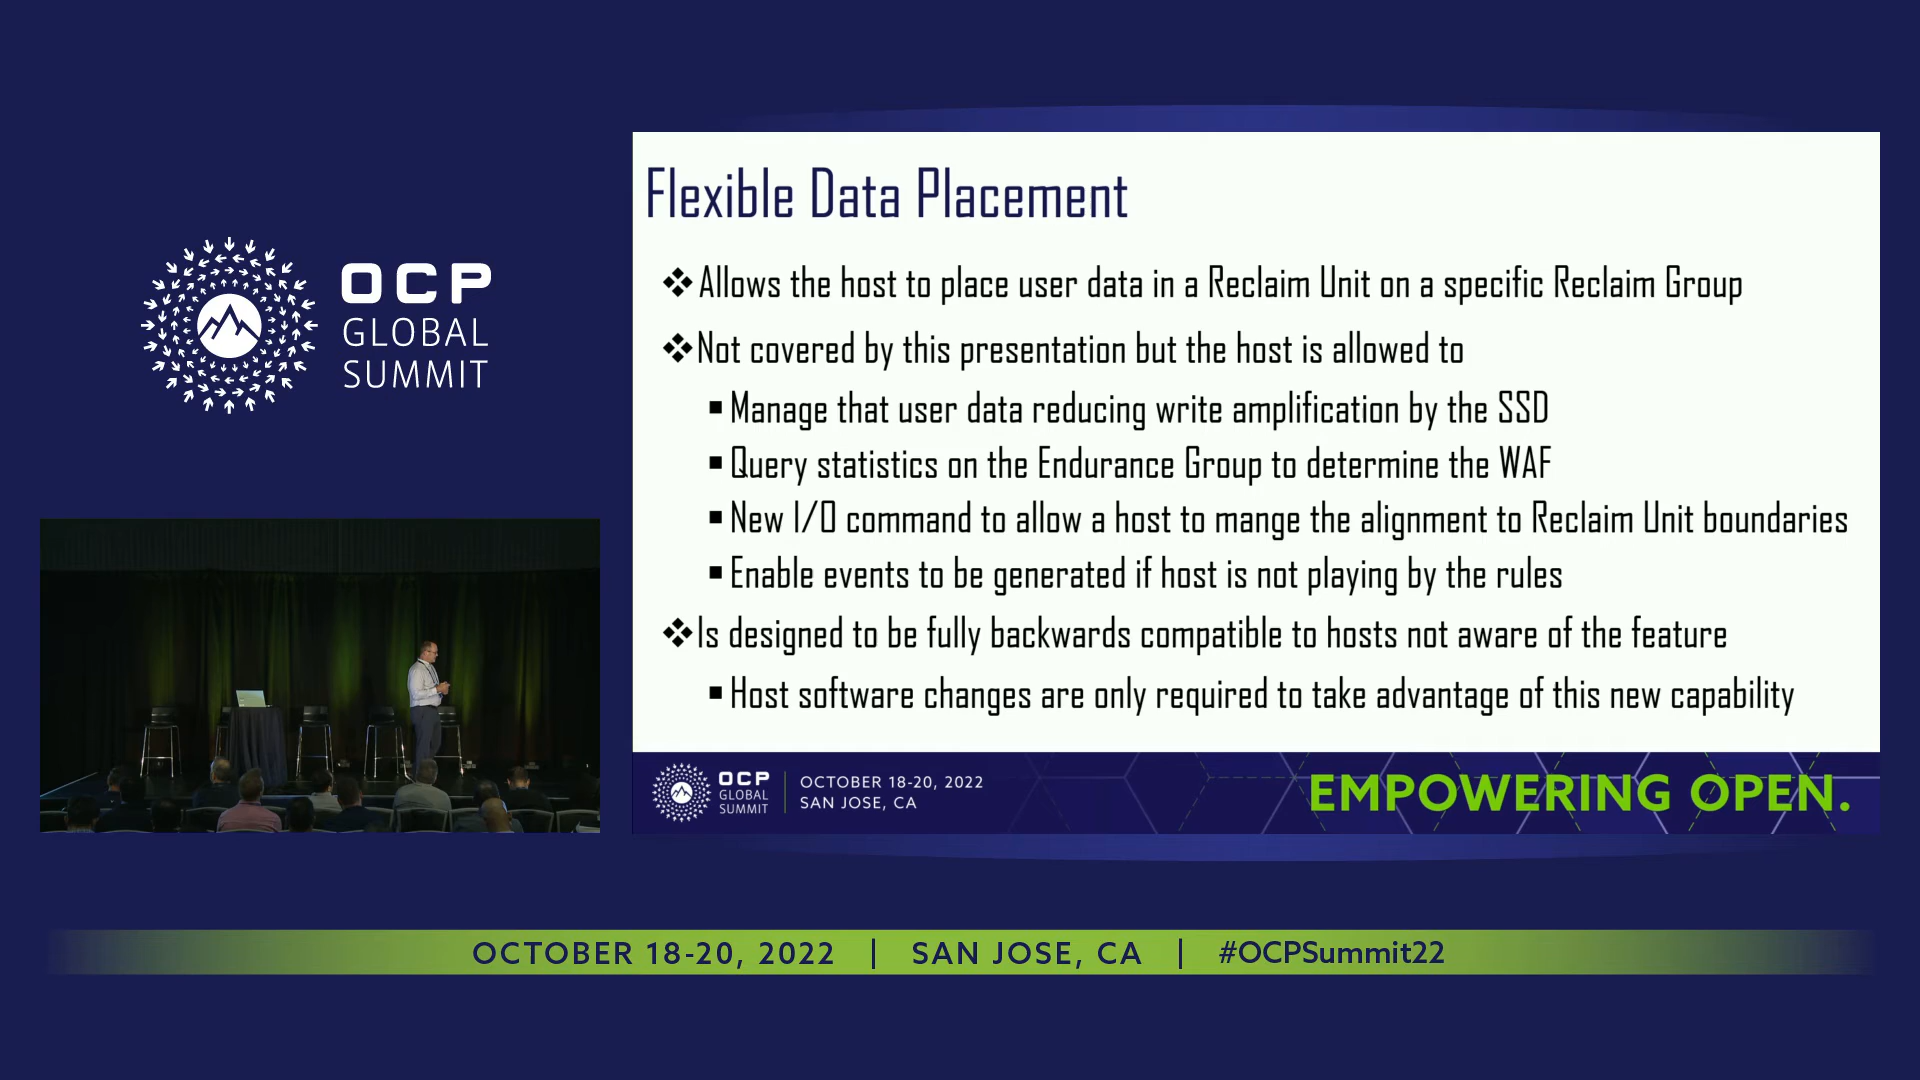 OCP
GLOBAL
SUMMIT
Flexible Data Placement
❖Allows the host to place user data in a Reclaim Unit on a specific Reclaim Group
❖Not covered by this presentation but the host is allowed to
▪Manage that user data reducing write amplification by the SSD
▪Query statistics on the Endurance Group to determine the WAF
▪New I/O command to allow a host to mange the alignment to Reclaim Unit boundaries
▪Enable events to be generated if host is not playing by the rules
❖Is designed to be fully backwards compatible to hosts not aware of the feature
▪Host software changes are only required to take advantage of this new capability
OCP
GLOBAL
SUMMIT
OCTOBER 18-20, 2022
SAN JOSE, CA
EMPOWERING OPEN.
OCTOBER 18-20, 2022 | SAN JOSE, CA | #OCPSummit22